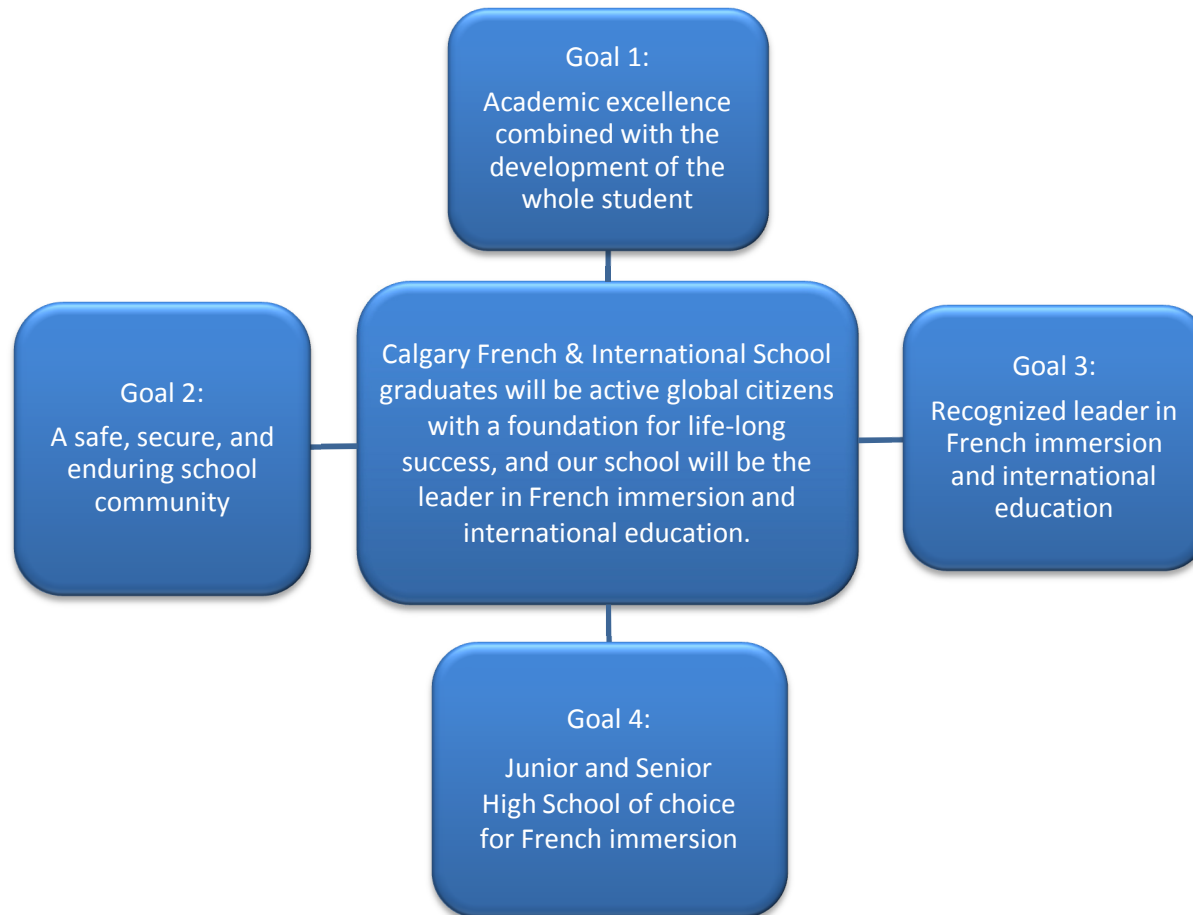 Goal 1:
Academic excellence
combined with the
development of the
whole student
Goal 2:
A safe, secure, and
enduring school
community
Calgary French & International School
graduates will be active global citizens
with a foundation for life-long
success, and our school will be the
leader in French immersion and
international education.
Goal 3:
Recognized leader in
French immersion
and international
education
Goal 4:
Junior and Senior
High School of choice
for French immersion